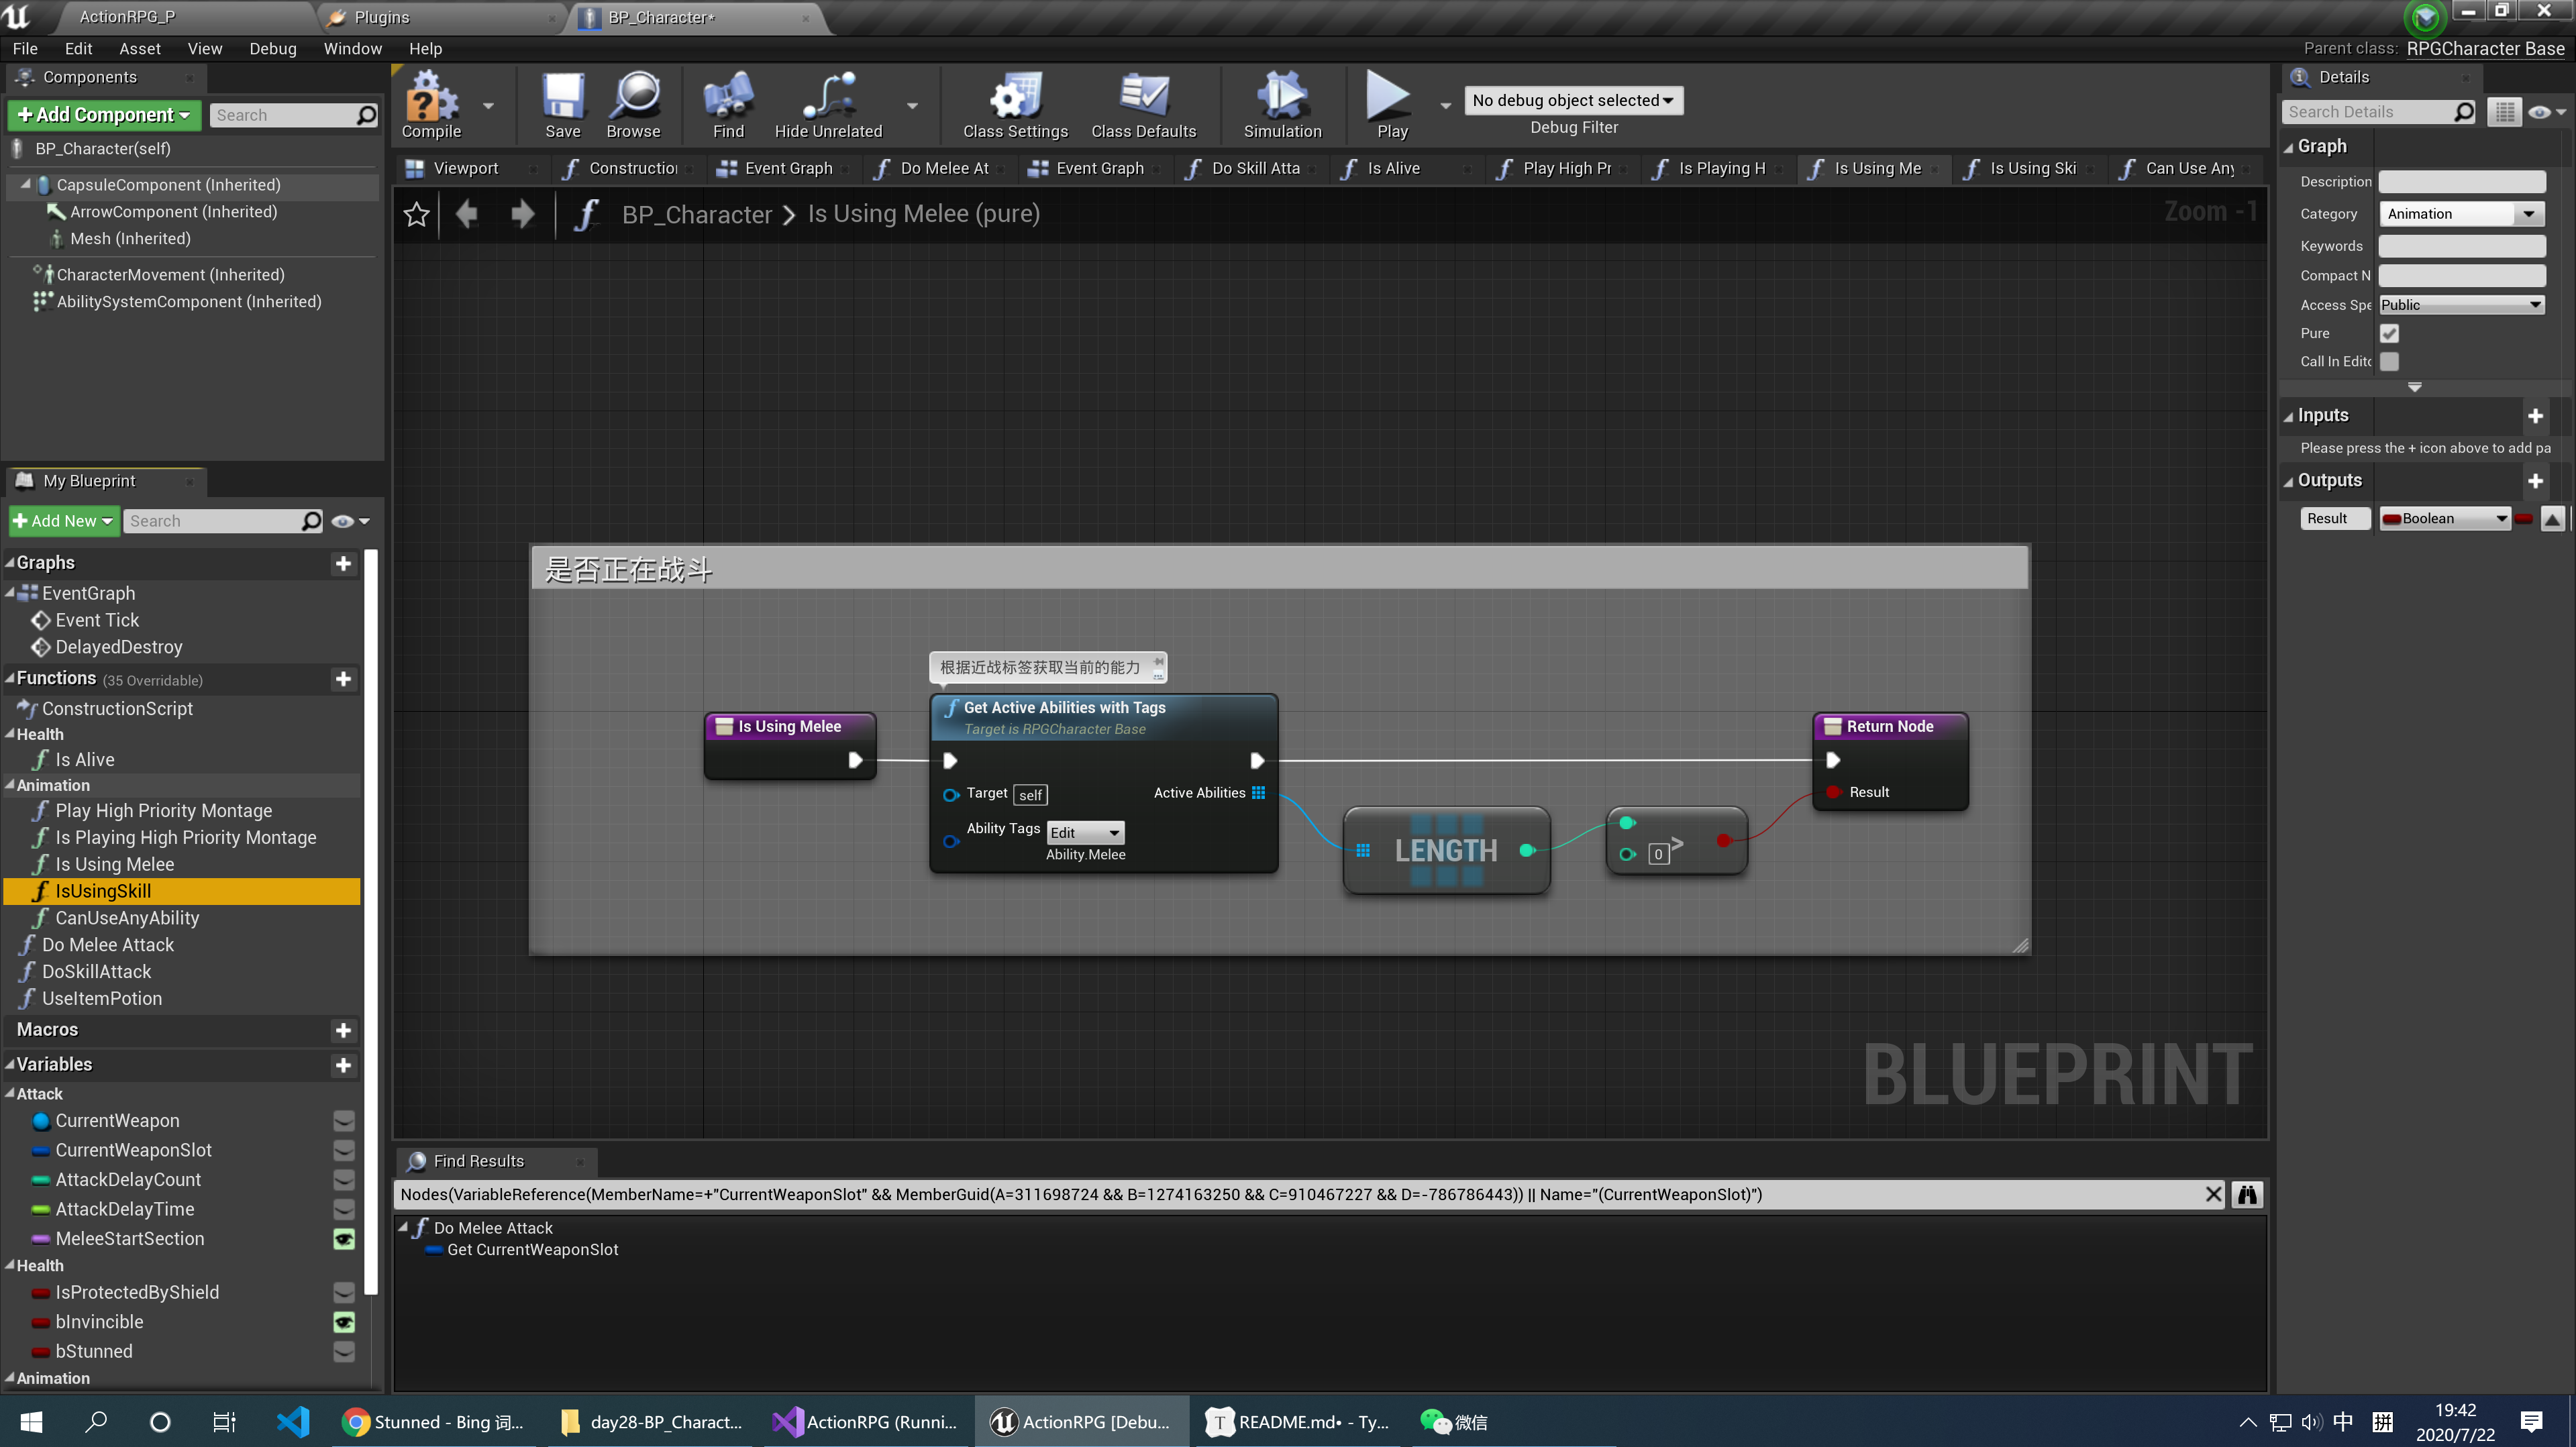 ActionRPG_P
Plugins
BP_Character*
File Edit Asset View Debug Window Help
Parent class: RPGCharacter Base
Components
+ Add Component
Search
BP_Character(self)
CapsuleComponent (Inherited)
ArrowComponent (Inherited)
Mesh (Inherited)
CharacterMovement (Inherited)
AbilitySystemComponent (Inherited)
My Blueprint
+ Add New
Search
Graphs
EventGraph
Event Tick
DelayedDestroy
Functions (35 Overridable)
ConstructionScript
Health
Is Alive
Animation
Play High Priority Montage
Is Playing High Priority Montage
Is Using Melee
IsUsingSkill
CanUseAnyAbility
Do Melee Attack
DoSkillAttack
UseItemPotion
Macros
Variables
Attack
CurrentWeapon
CurrentWeaponSlot
AttackDelayCount
AttackDelayTime
MeleeStartSection
Health
IsProtectedByShield
bInvincible
bStunned
Animation
Compile
Save
Browse
Find
Hide Unrelated
Class Settings
Class Defaults
Simulation
Play
No debug object selected
Debug Filter
Viewport
Constructio
Event Graph
Do Melee At
Event Graph
Do Skill Atta
Is Alive
Play High Pr
Is Playing H
Is Using Me
Is Using Ski
Can Use Any
BP_Character > Is Using Melee (pure)
Zoom -1
是否正在战斗
根据近战标签获取当前的能力
Is Using Melee
Get Active Abilities with Tags
Target is RPGCharacter Base
Target self
Active Abilities
Ability Tags Edit
Ability.Melee
LENGTH
0 >
Return Node
Result
BLUEPRINT
Find Results
Nodes(VariableReference(MemberName=+"CurrentWeaponSlot" && MemberGuid(A=311698724 && B=1274163250 && C=910467227 && D=-786786443)) || Name="(CurrentWeaponSlot)")
Do Melee Attack
Get CurrentWeaponSlot
Details
Search Details
Graph
Description
Category Animation
Keywords
Compact N
Access Spe Public
Pure
Call In Edito
Inputs
Please press the + icon above to add pa
Outputs
Result Boolean
Stunned - Bing 词...
day28-BP_Charact...
ActionRPG (Runni...
ActionRPG [Debu...
README.md• - Ty...
微信
中
拼
19:42
2020/7/22